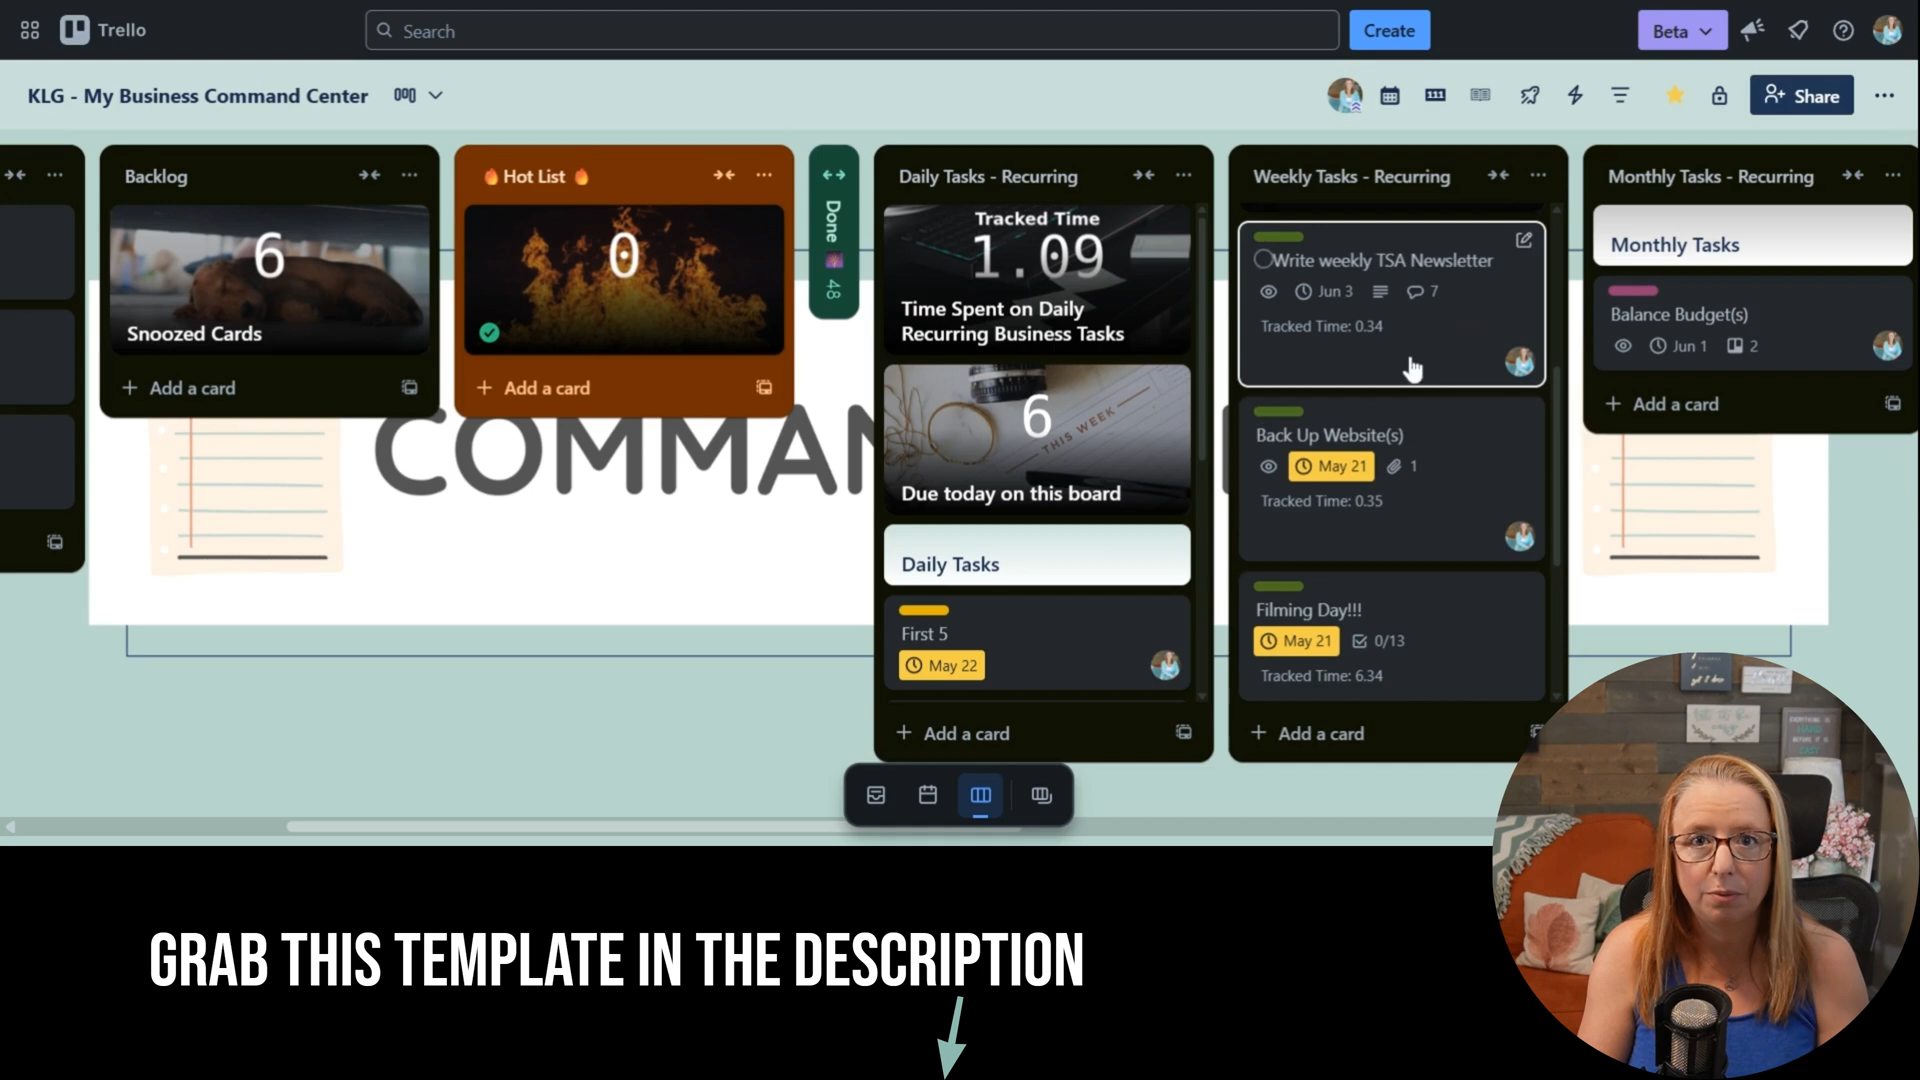 Trello
Search
Create
Beta
KLG - My Business Command Center
Share
Backlog
6
Snoozed Cards
+ Add a card
🔥 Hot List 🔥
0
+ Add a card
Done
48
Daily Tasks - Recurring
Tracked Time
1.09
Time Spent on Daily
Recurring Business Tasks
6
THIS WEEK
Due today on this board
Daily Tasks
First 5
May 22
+ Add a card
Weekly Tasks - Recurring
Write weekly TSA Newsletter
Jun 3
7
Tracked Time: 0.34
Back Up Website(s)
May 21
1
Tracked Time: 0.35
Filming Day!!!
May 21
0/13
Tracked Time: 6.34
+ Add a card
Monthly Tasks - Recurring
Monthly Tasks
Balance Budget(s)
Jun 1
2
+ Add a card
GRAB THIS TEMPLATE IN THE DESCRIPTION